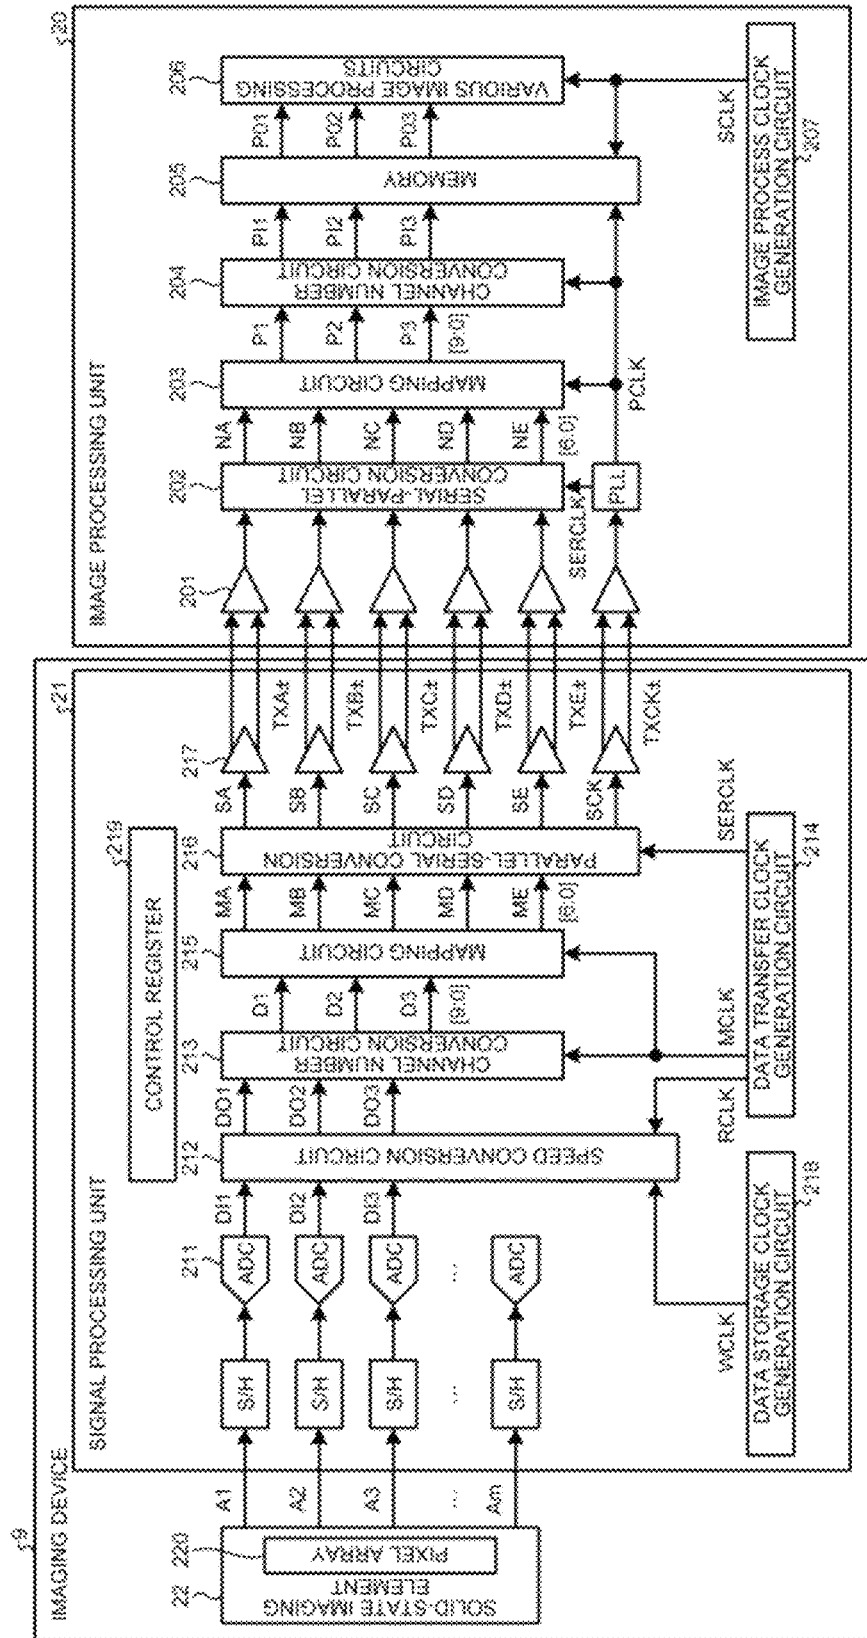 9
IMAGING DEVICE
22
SOLID-STATE IMAGING
ELEMENT
220
PIXEL ARRAY
A1
A2
A3
...
Am
21
SIGNAL PROCESSING UNIT
S/H
S/H
S/H
...
S/H
211
ADC
ADC
ADC
...
ADC
DI1
DI2
DI3
219
CONTROL REGISTER
212
SPEED CONVERSION CIRCUIT
DO1
DO2
DO3
213
CHANNEL NUMBER
CONVERSION CIRCUIT
D1
D2
D3
[9:0]
215
MAPPING CIRCUIT
MA
MB
MC
MD
ME
[6:0]
216
PARALLEL-SERIAL CONVERSION
CIRCUIT
SA
SB
SC
SD
SE
SCK
217
TXA±
TXB±
TXC±
TXD±
TXE±
TXCK±
WCLK
DATA STORAGE CLOCK
GENERATION CIRCUIT
218
RCLK
MCLK
SERCLK
DATA TRANSFER CLOCK
GENERATION CIRCUIT
214
20
IMAGE PROCESSING UNIT
201
202
SERIAL-PARALLEL
CONVERSION CIRCUIT
SERCLK
PLL
NA
NB
NC
ND
NE
[6:0]
203
MAPPING CIRCUIT
PCLK
P1
P2
P3
[9:0]
204
CHANNEL NUMBER
CONVERSION CIRCUIT
PI1
PI2
PI3
205
MEMORY
PO1
PO2
PO3
206
VARIOUS IMAGE PROCESSING
CIRCUITS
SCLK
IMAGE PROCESS CLOCK
GENERATION CIRCUIT
207